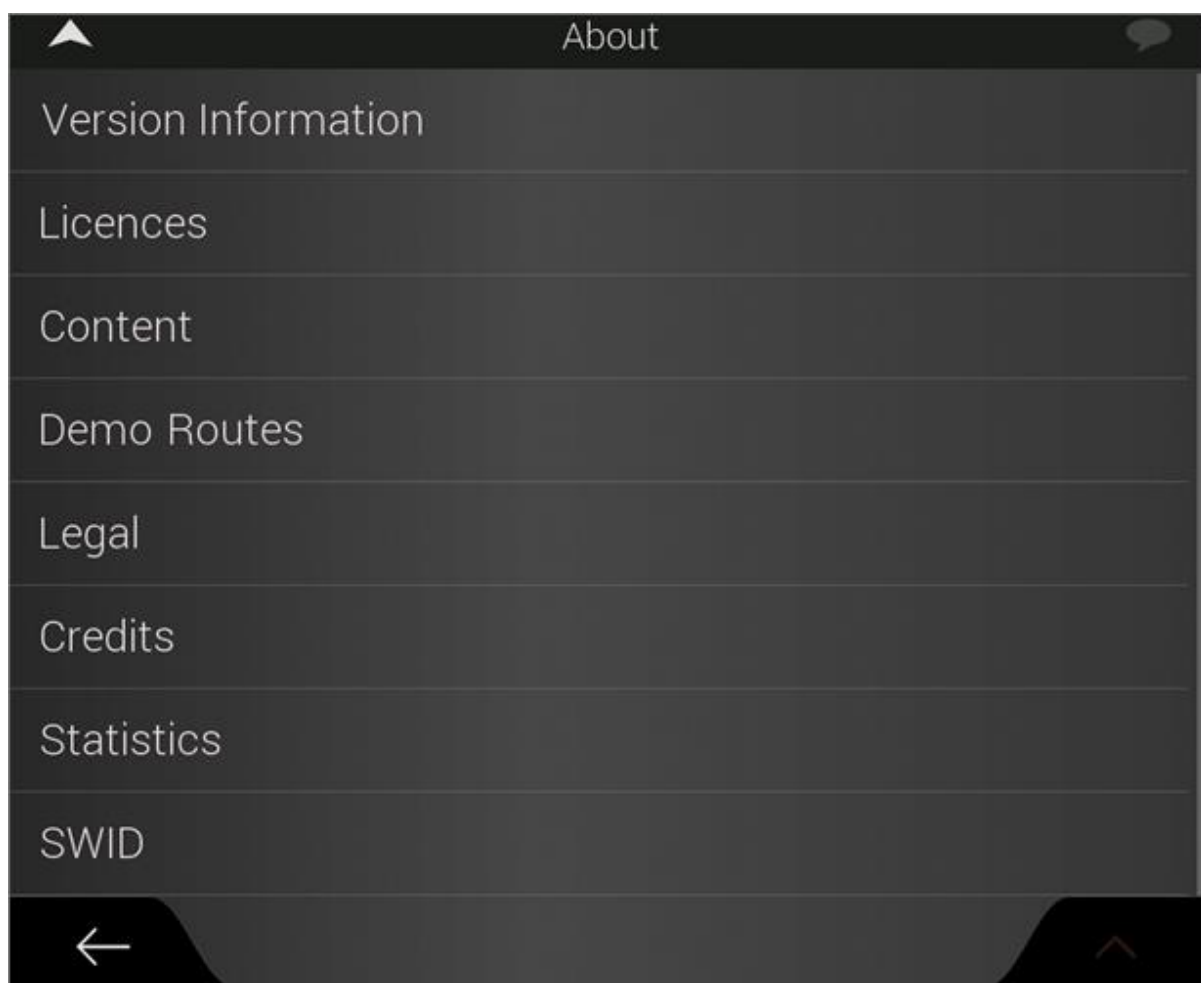 About
Version Information
Licences
Content
Demo Routes
Legal
Credits
Statistics
SWID